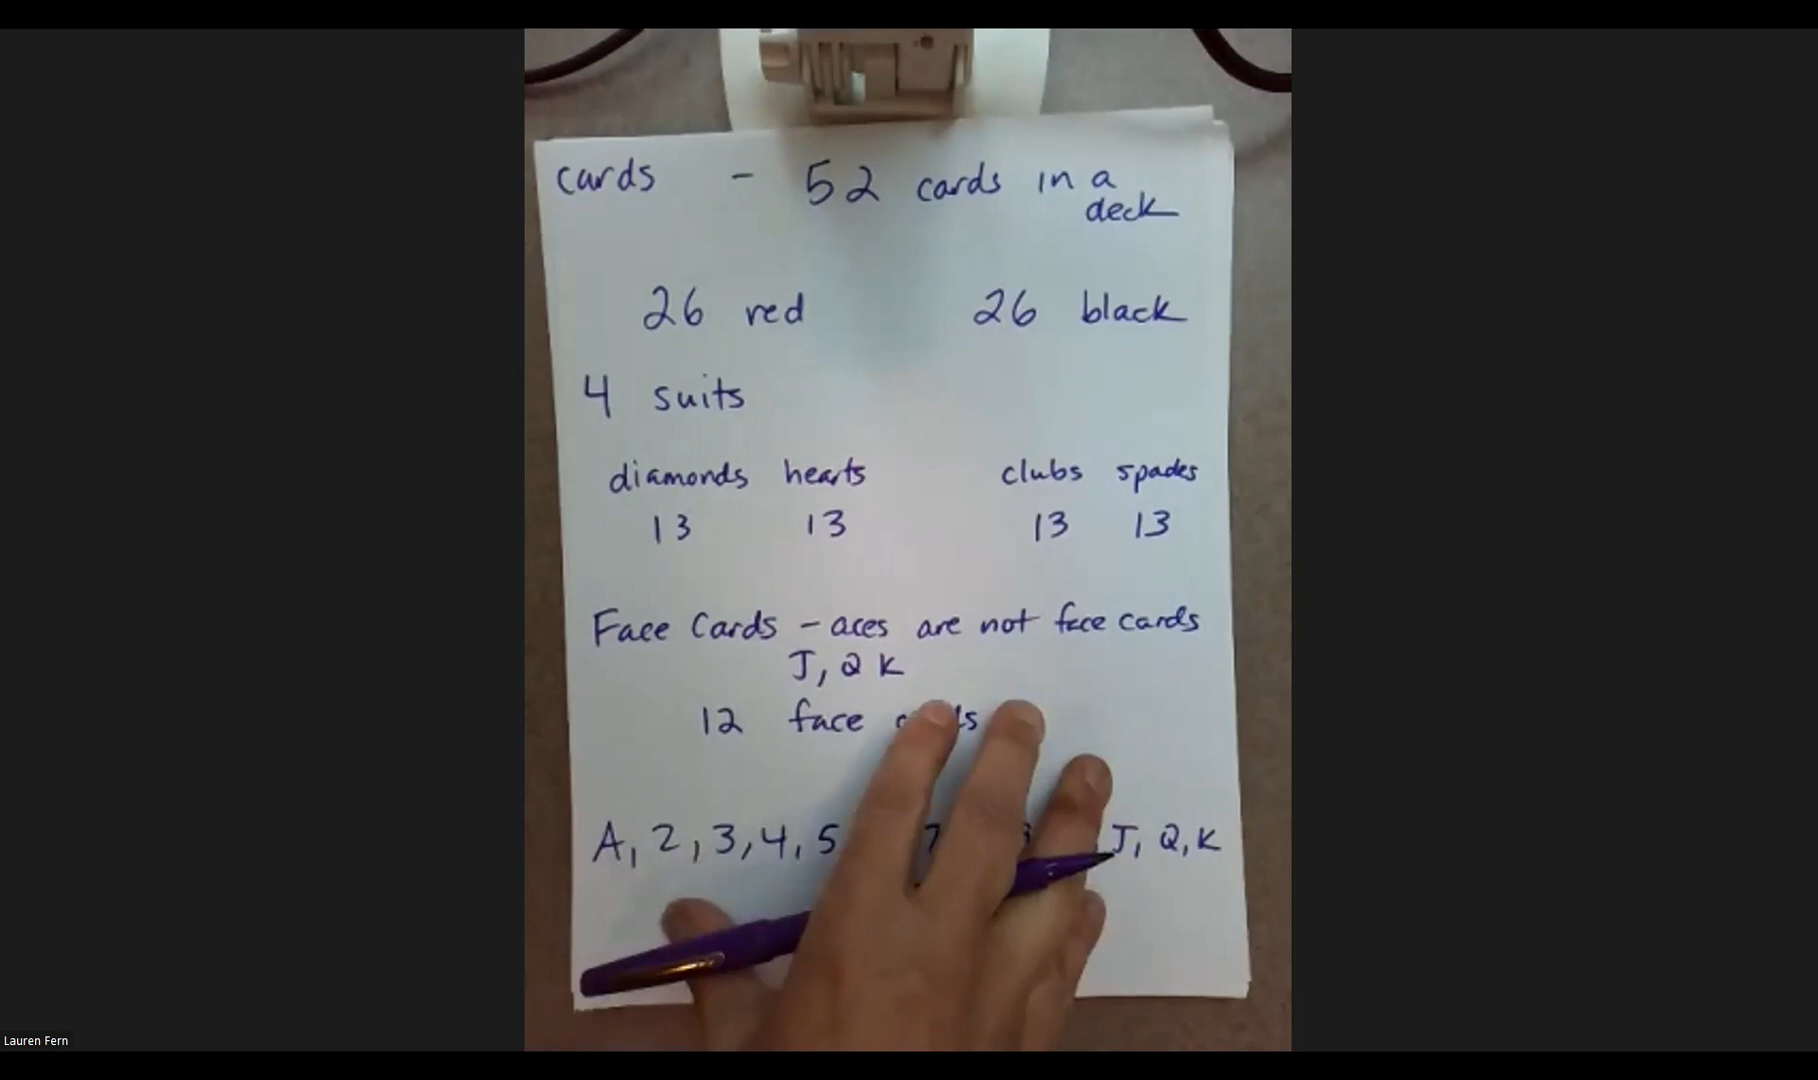 cards - 52 cards in a
deck
26 red 26 black
4 suits
diamonds hearts clubs spades
13 13 13 13
Face Cards - aces are not face cards
J, Q K
12 face
A, 2, 3, 4, 5 7 J, Q, K
Lauren Fern